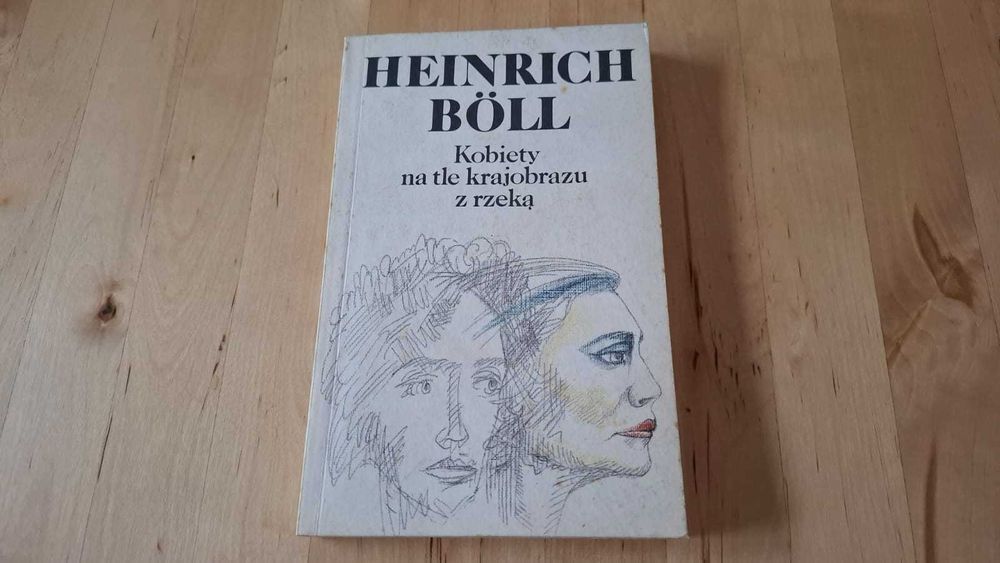 HEINRICH
BÖLL
Kobiety
na tle krajobrazu
z rzeką